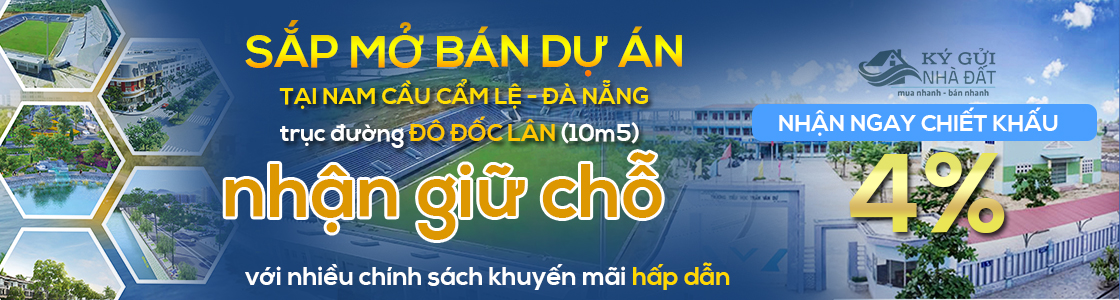 SẮP MỞ BÁN DỰ ÁN
TẠI NAM CẦU CẨM LỆ - ĐÀ NẴNG
trục đường ĐÔ ĐỐC LÂN (10m5)
nhận giữ chỗ
với nhiều chính sách khuyến mãi hấp dẫn
KÝ GỬI
NHÀ ĐẤT
mua nhanh - bán nhanh
NHẬN NGAY CHIẾT KHẤU
4%